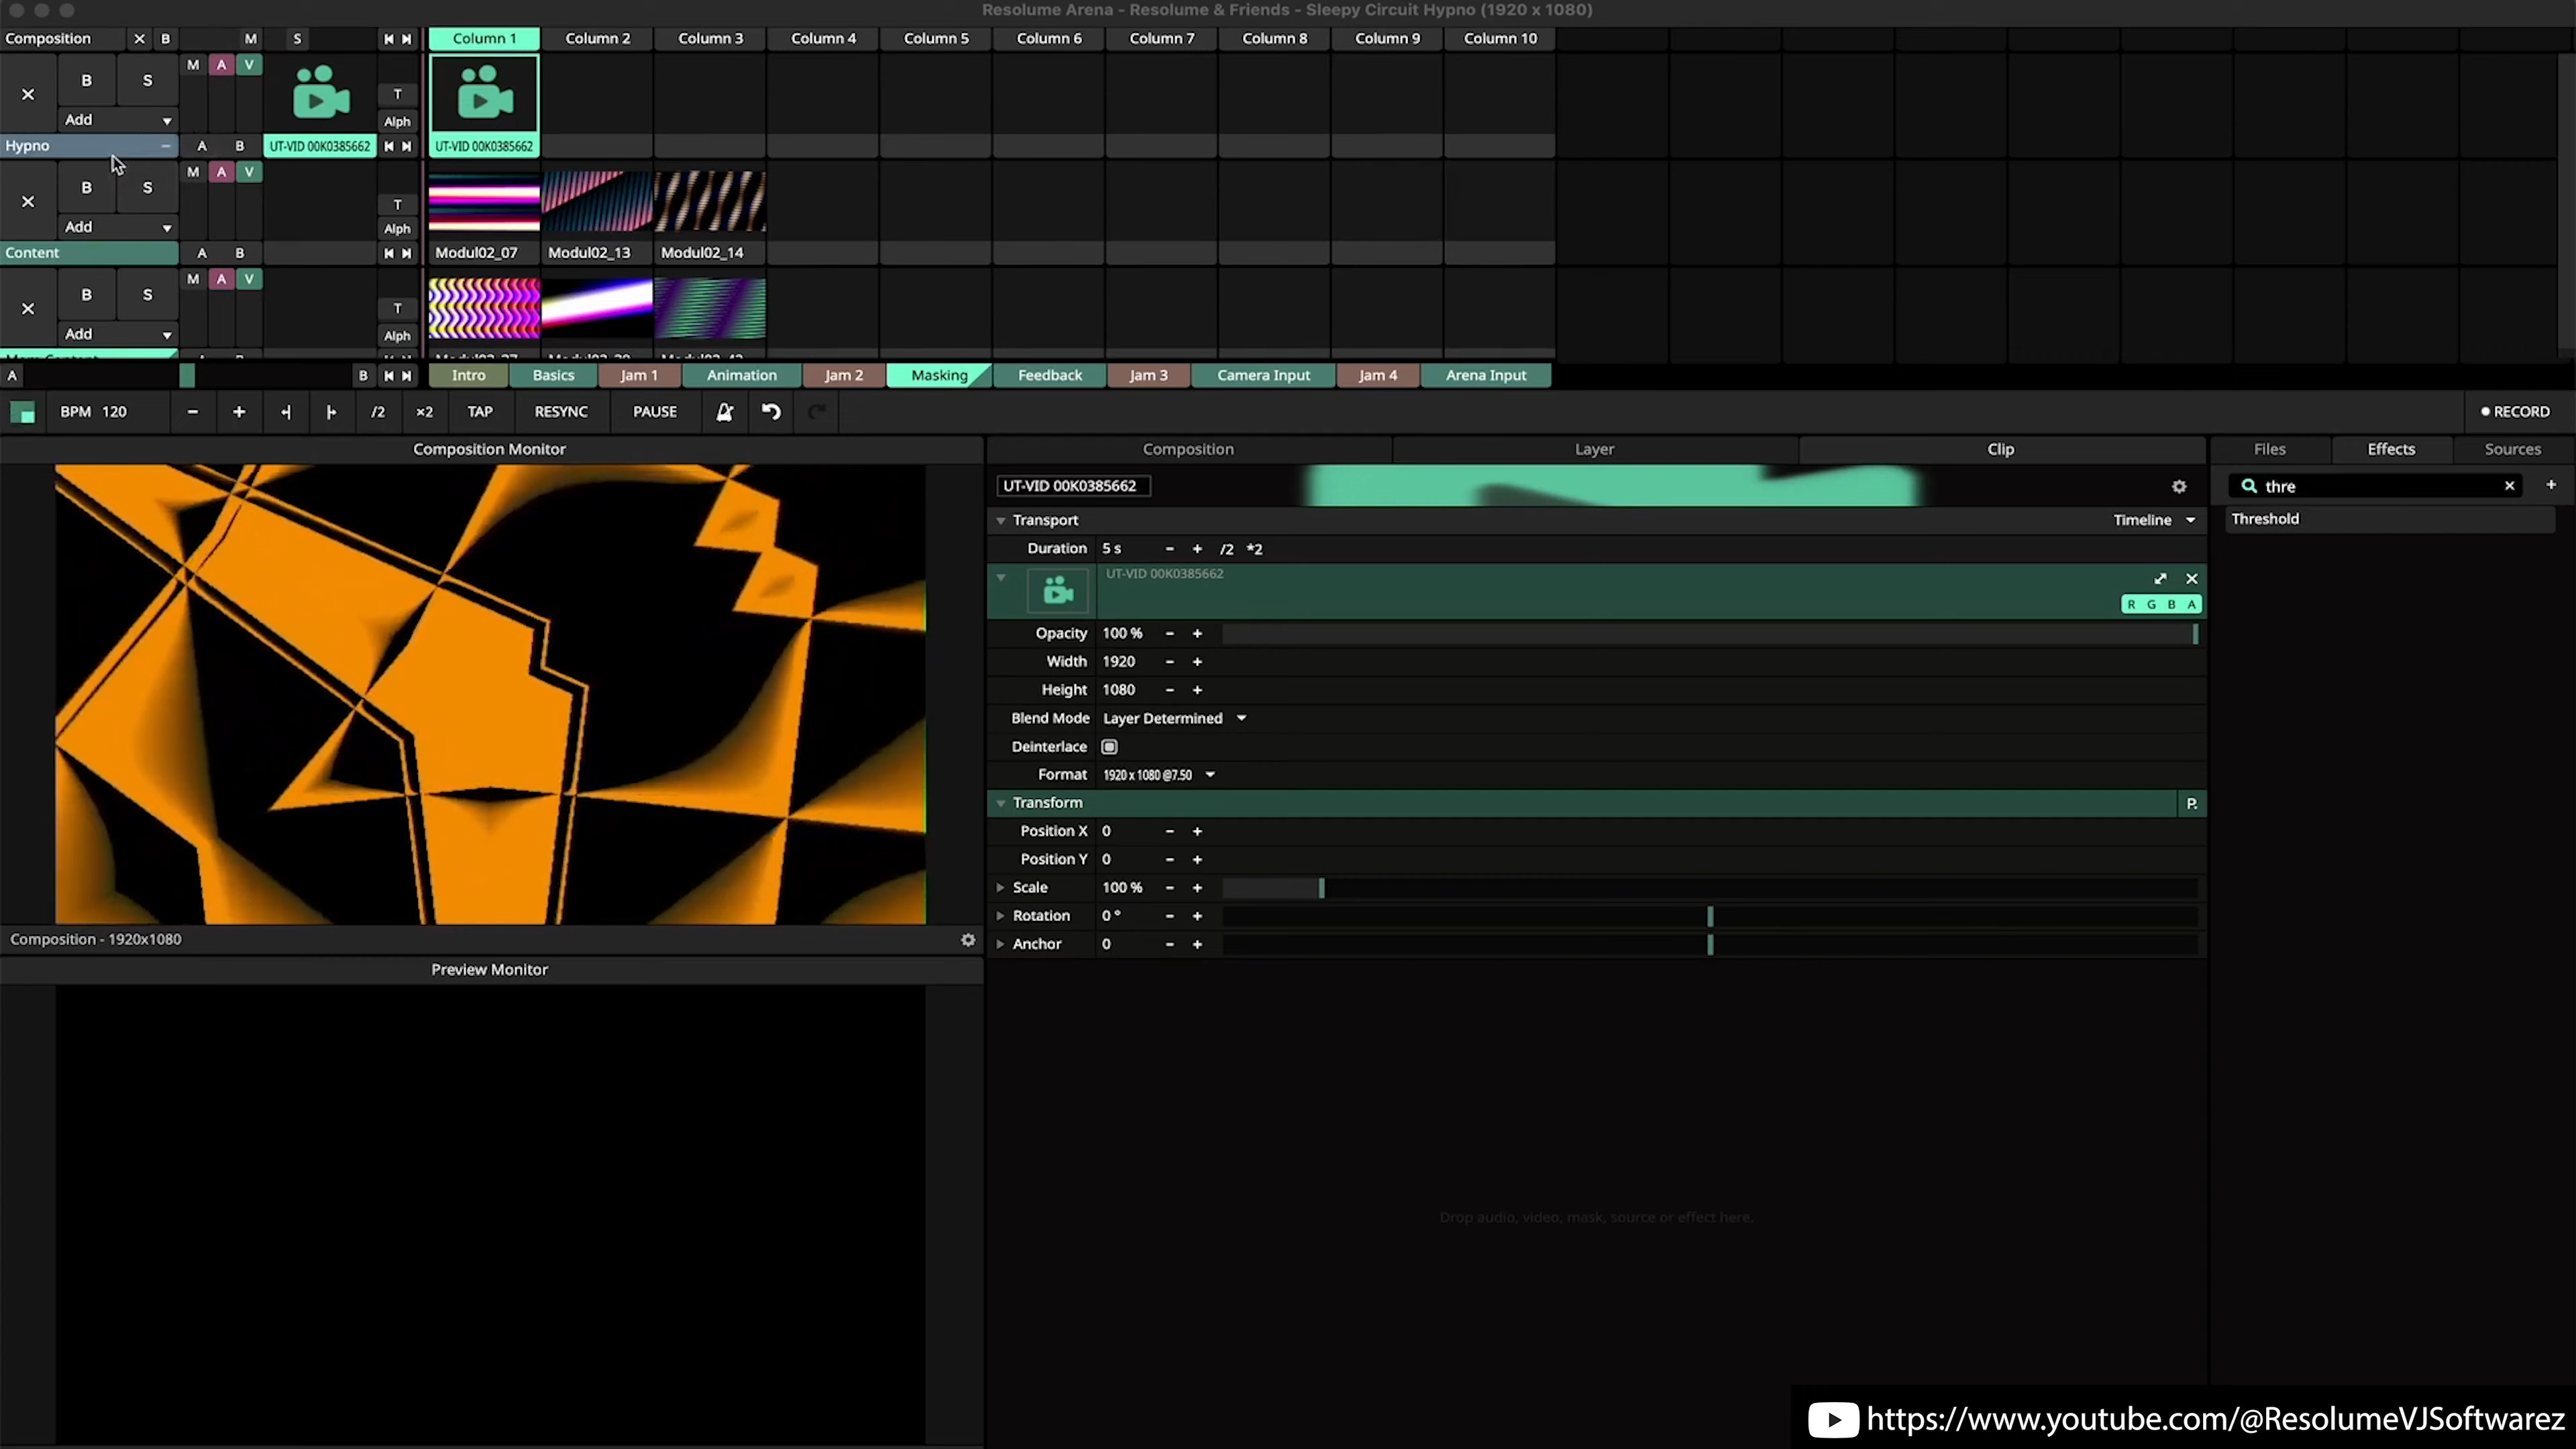 Resolume Arena - Resolume & Friends - Sleepy Circuit Hypno (1920 x 1080)
Composition X B M S Column 1 Column 2 Column 3 Column 4 Column 5 Column 6 Column 7 Column 8 Column 9 Column 10
M A V
B S
T
Add Alph
Hypno A B UT-VID 00K0385662 UT-VID 00K0385662
M A V
B S
T
Add Alph
Content A B Modul02_07 Modul02_13 Modul02_14
M A V
B S
T
Add Alph
A B Intro Basics Jam 1 Animation Jam 2 Masking Feedback Jam 3 Camera Input Jam 4 Arena Input
BPM 120 - + /2 ×2 TAP RESYNC PAUSE RECORD
Composition Monitor Composition Layer Clip Files Effects Sources
UT-VID 00K0385662 thre
Transport Timeline Threshold
Duration 5 s - + /2 *2
UT-VID 00K0385662
R G B A
Opacity 100 % - +
Width 1920 - +
Height 1080 - +
Blend Mode Layer Determined
Deinterlace
Format 1920 x 1080 @7.50
Transform P.
Position X 0 - +
Position Y 0 - +
Scale 100 % - +
Rotation 0 ° - +
Anchor 0 - +
Composition - 1920x1080
Preview Monitor
Drop audio, video, mask, source or effect here.
https://www.youtube.com/@ResolumeVJSoftwarez